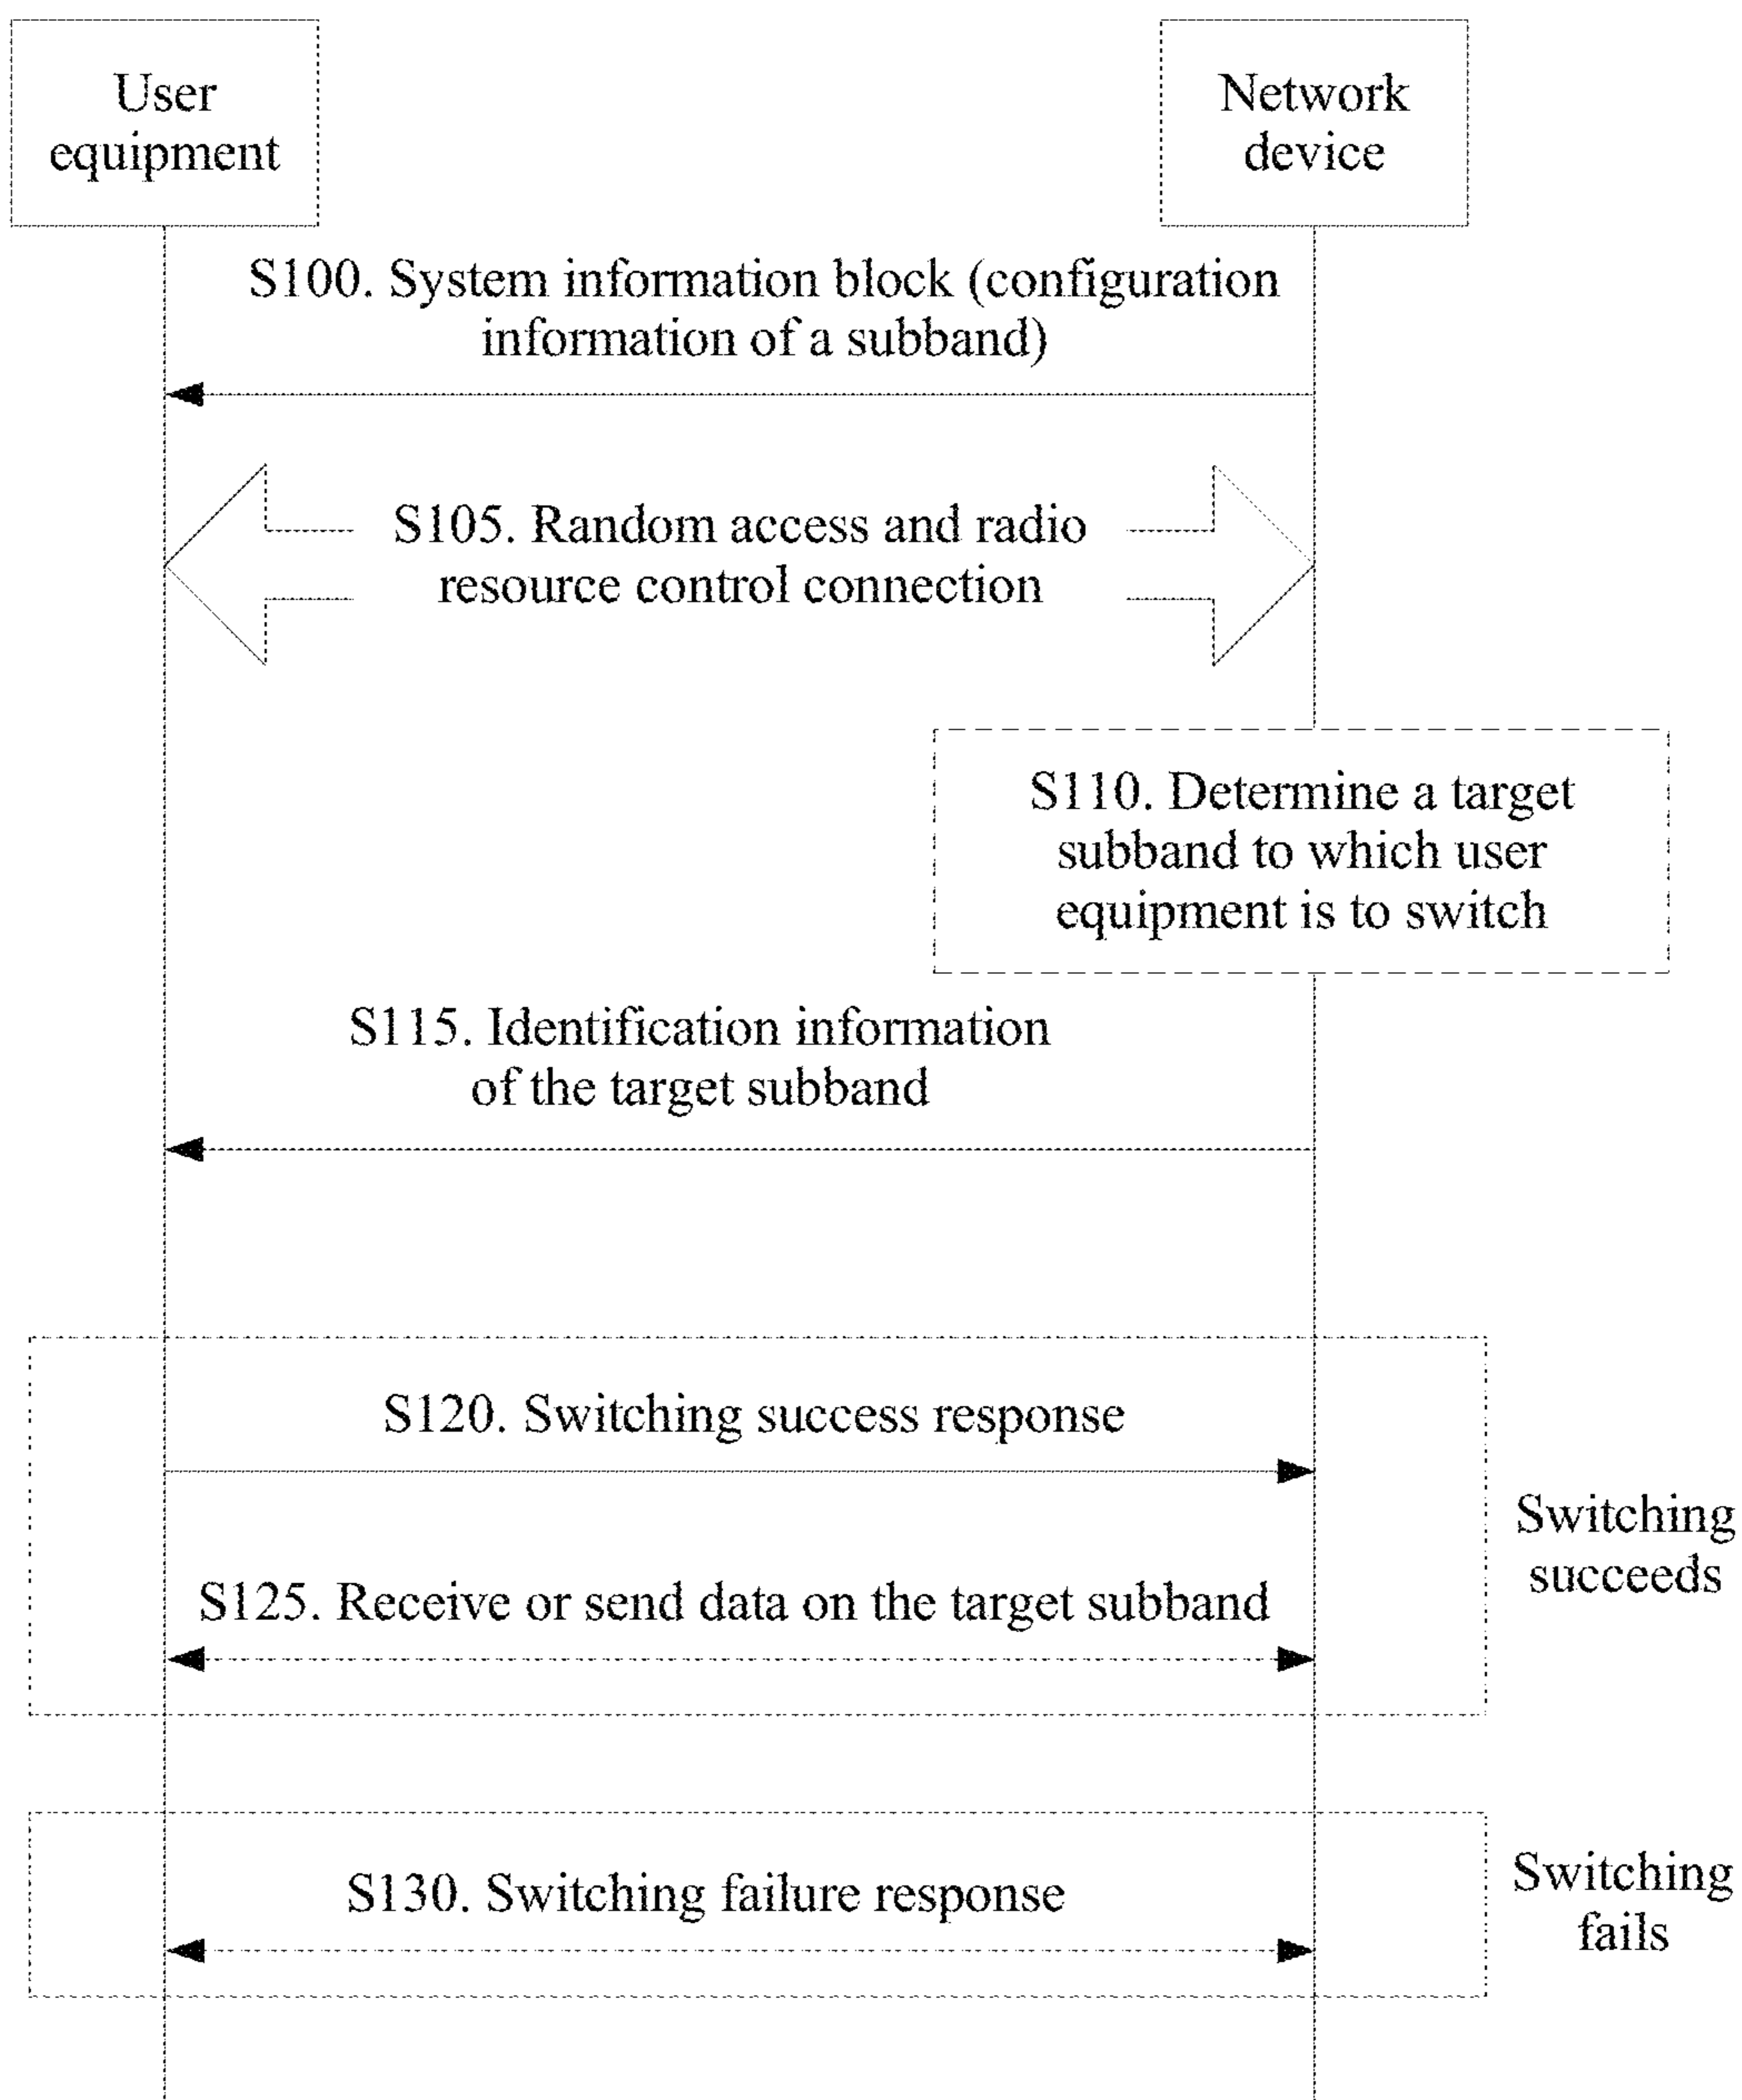 User
equipment
Network
device
S100. System information block (configuration
information of a subband)
S105. Random access and radio
resource control connection
S110. Determine a target
subband to which user
equipment is to switch
S115. Identification information
of the target subband
S120. Switching success response
S125. Receive or send data on the target subband
Switching
succeeds
S130. Switching failure response
Switching
fails